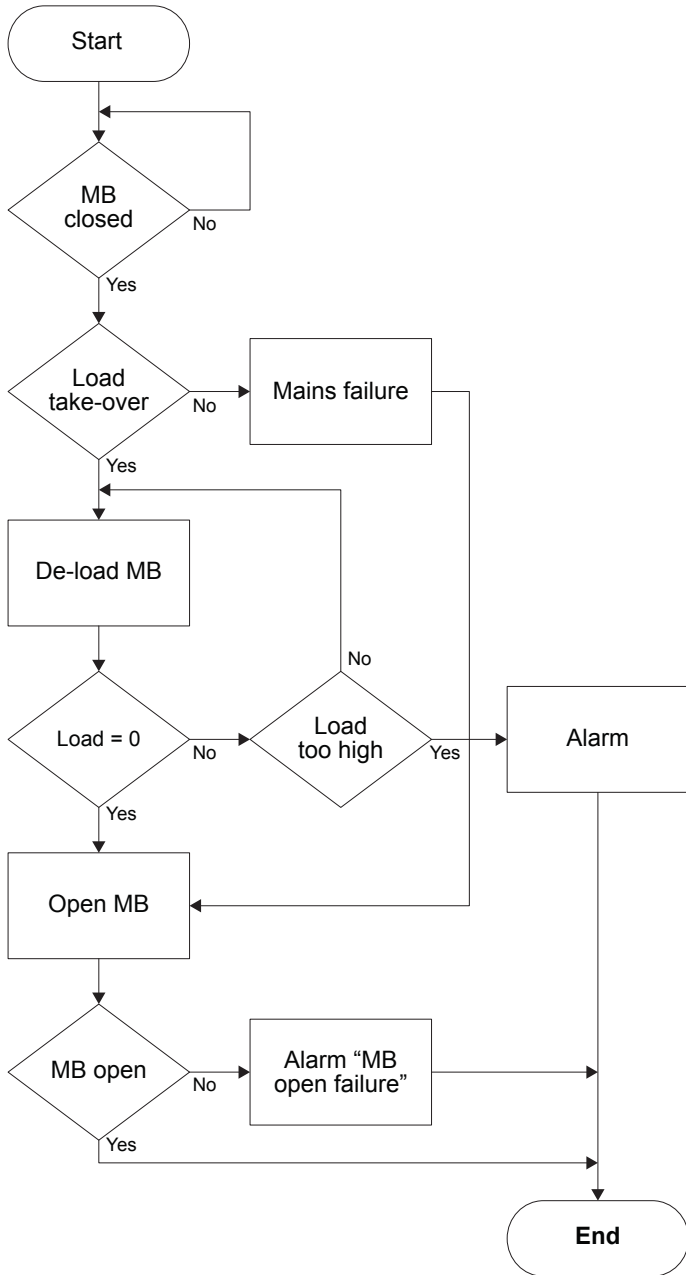 Start
MB
closed
No
Yes
Load
take-over
No
Mains failure
Yes
De-load MB
No
Load = 0
No
Load
too high
Yes
Alarm
Yes
Open MB
MB open
No
Alarm “MB
open failure”
Yes
End